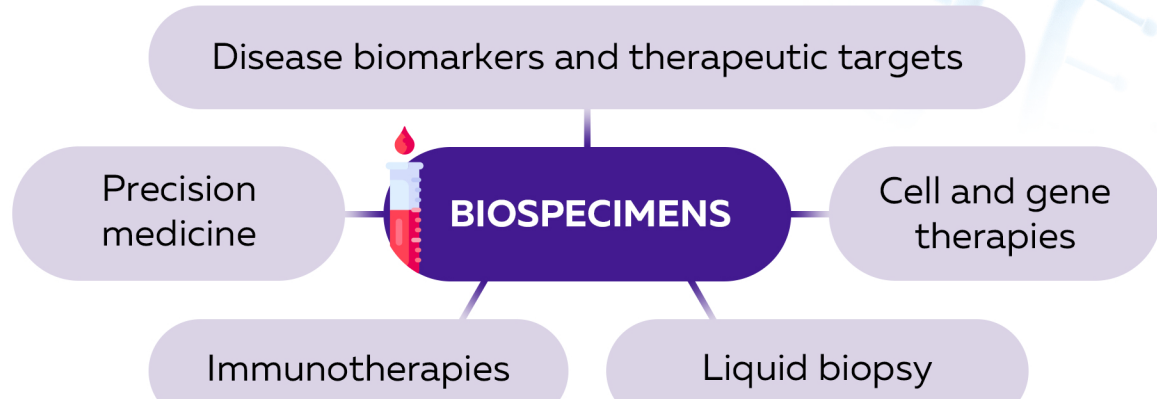 Disease biomarkers and therapeutic targets
Precision
medicine
BIOSPECIMENS
Cell and gene
therapies
Immunotherapies
Liquid biopsy